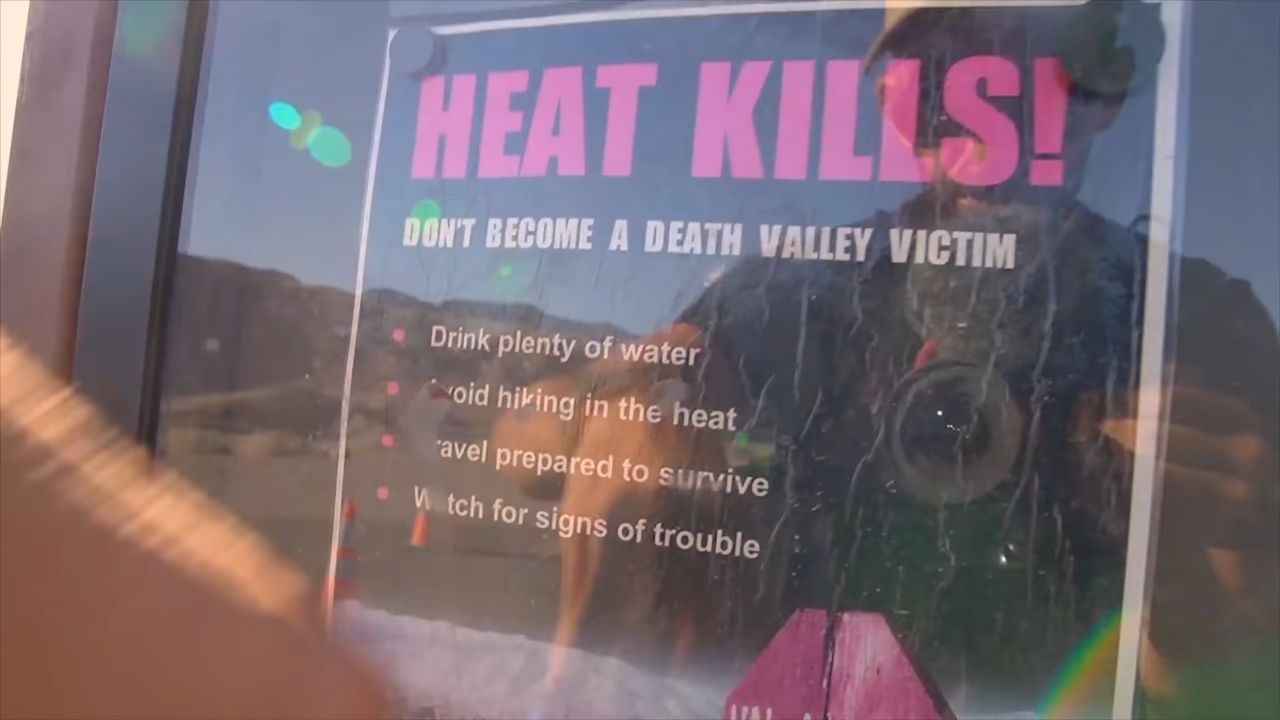 HEAT KILLS!
DON'T BECOME A DEATH VALLEY VICTIM
Drink plenty of water
Avoid hiking in the heat
Travel prepared to survive
Watch for signs of trouble